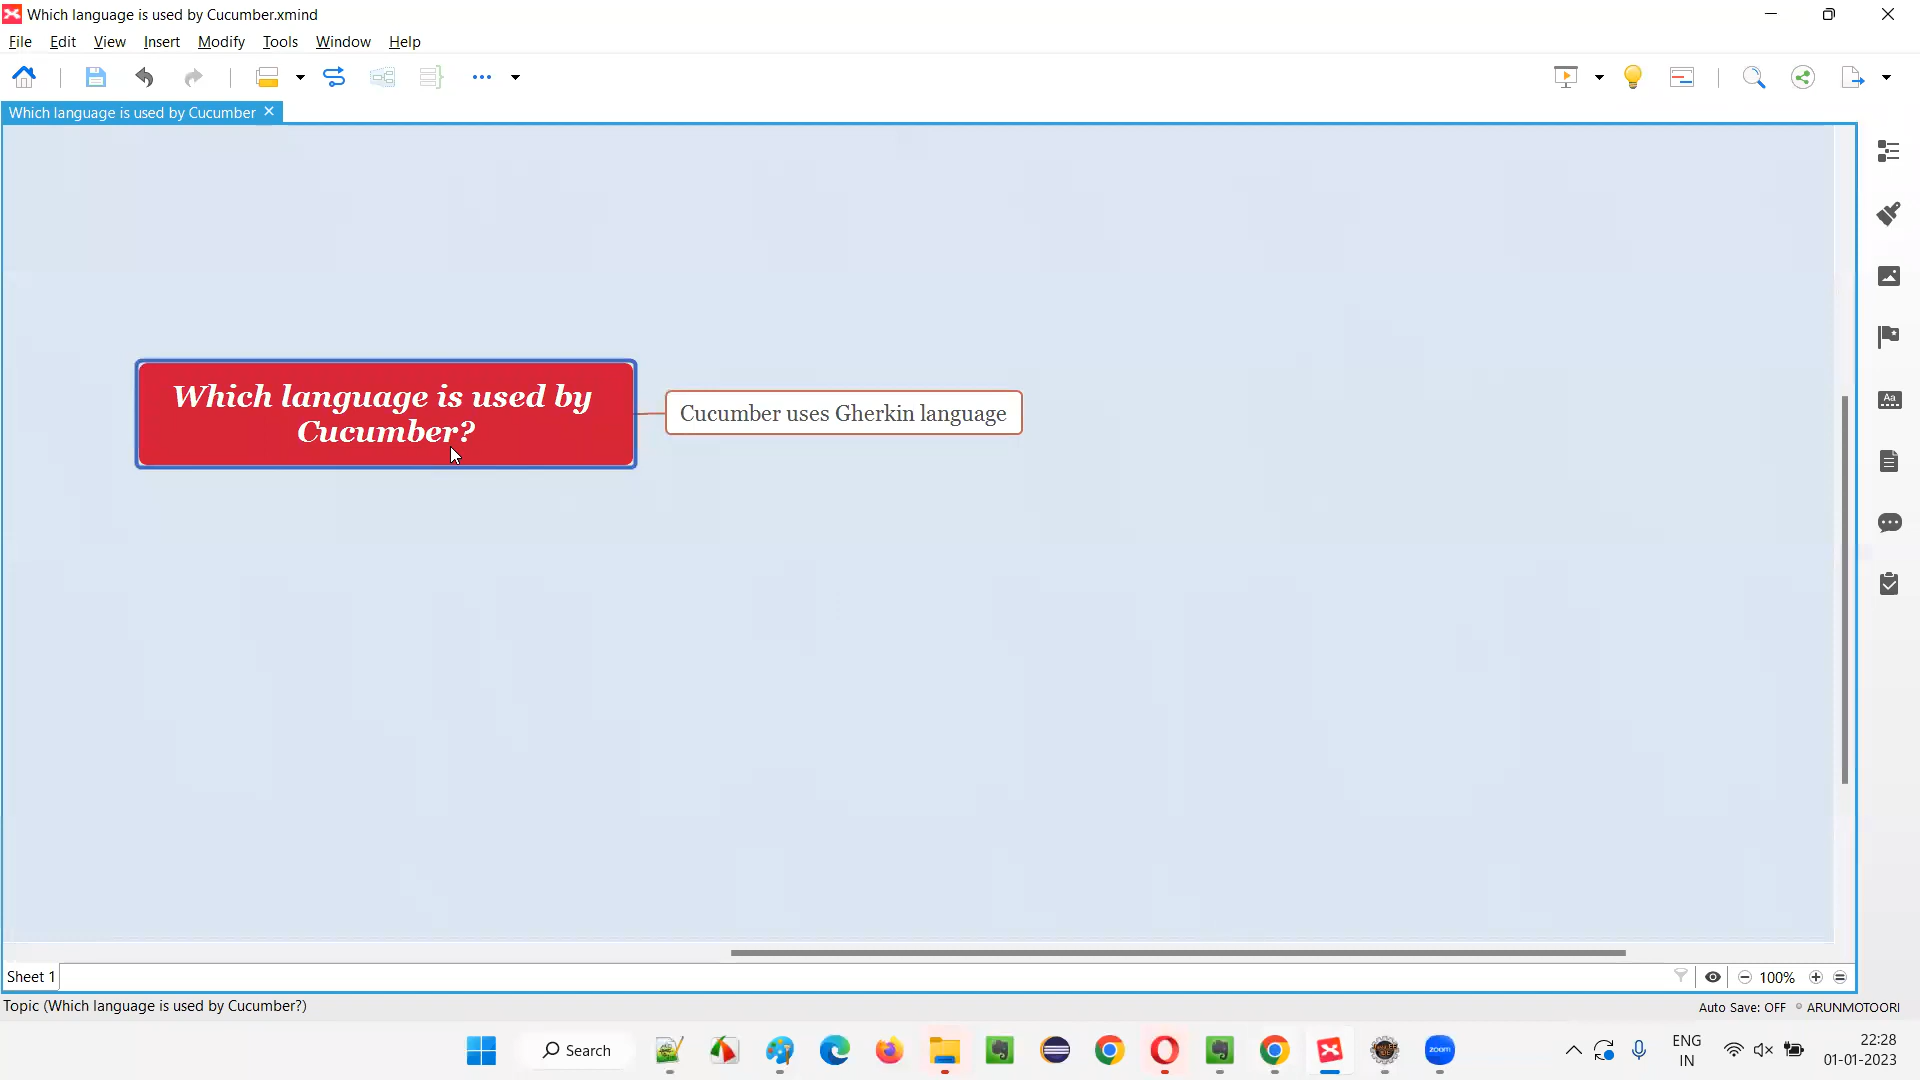 Which language is used by Cucumber.xmind
File Edit View Insert Modify Tools Window Help
Which language is used by Cucumber
Which language is used by
Cucumber?
Cucumber uses Gherkin language
Aa
Sheet 1
100%
Topic (Which language is used by Cucumber?)
Auto Save: OFF
ARUNMOTOORI
Search
zoom
ENG
IN
22:28
01-01-2023